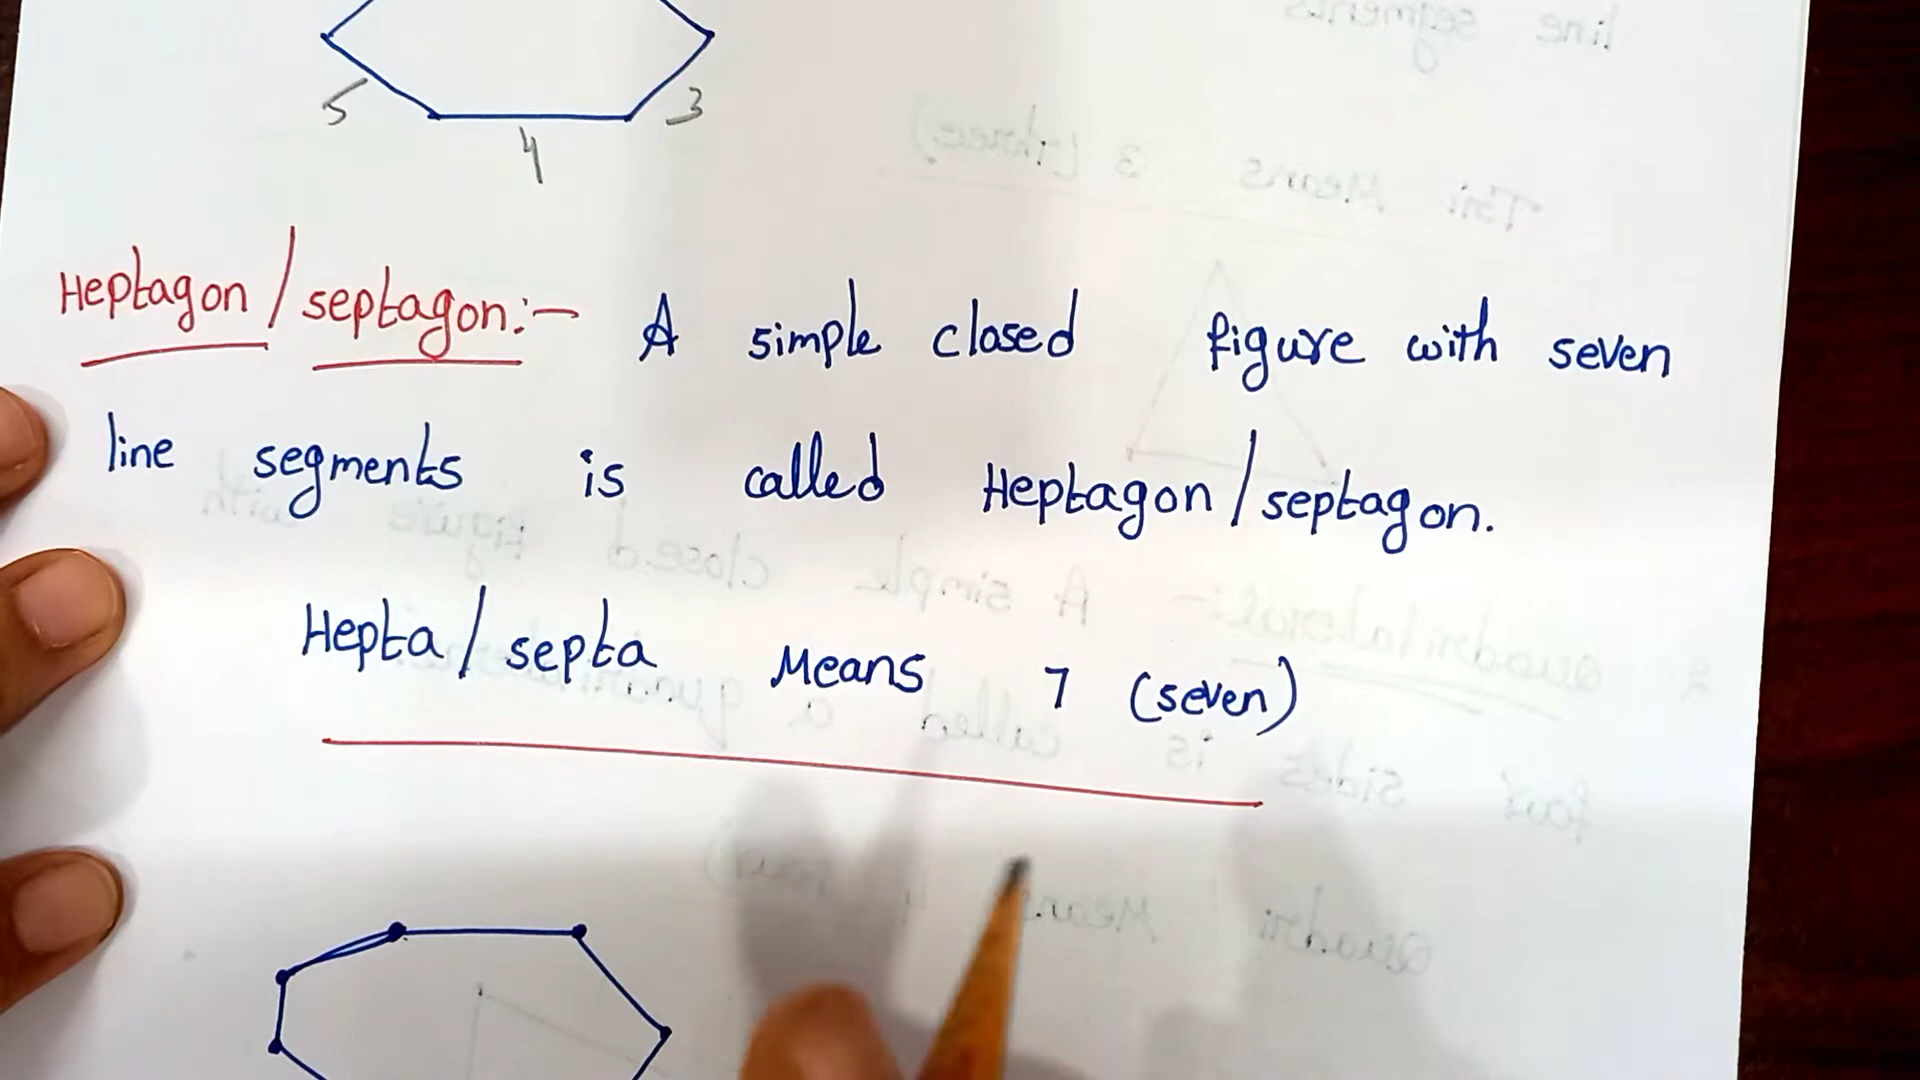 5 4 3
Heptagon / septagon:- A simple closed figure with seven
line segments is called Heptagon / septagon.
Hepta / septa Means 7 (seven)